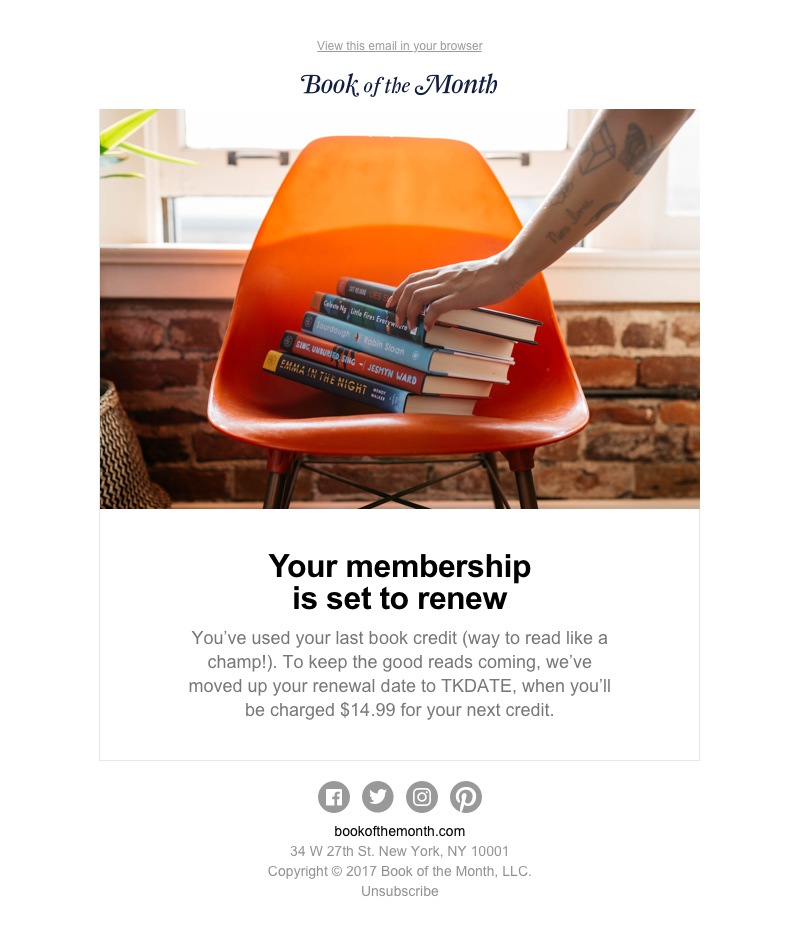 View this email in your browser
Book of the Month
Celeste Ng Little Fires Everywhere
Sourdough Robin Sloan
SING, UNBURIED, SING JESMYN WARD
EMMA IN THE NIGHT WENDY WALKER
Your membership
is set to renew
You’ve used your last book credit (way to read like a
champ!). To keep the good reads coming, we’ve
moved up your renewal date to TKDATE, when you’ll
be charged $14.99 for your next credit.
bookofthemonth.com
34 W 27th St. New York, NY 10001
Copyright © 2017 Book of the Month, LLC.
Unsubscribe